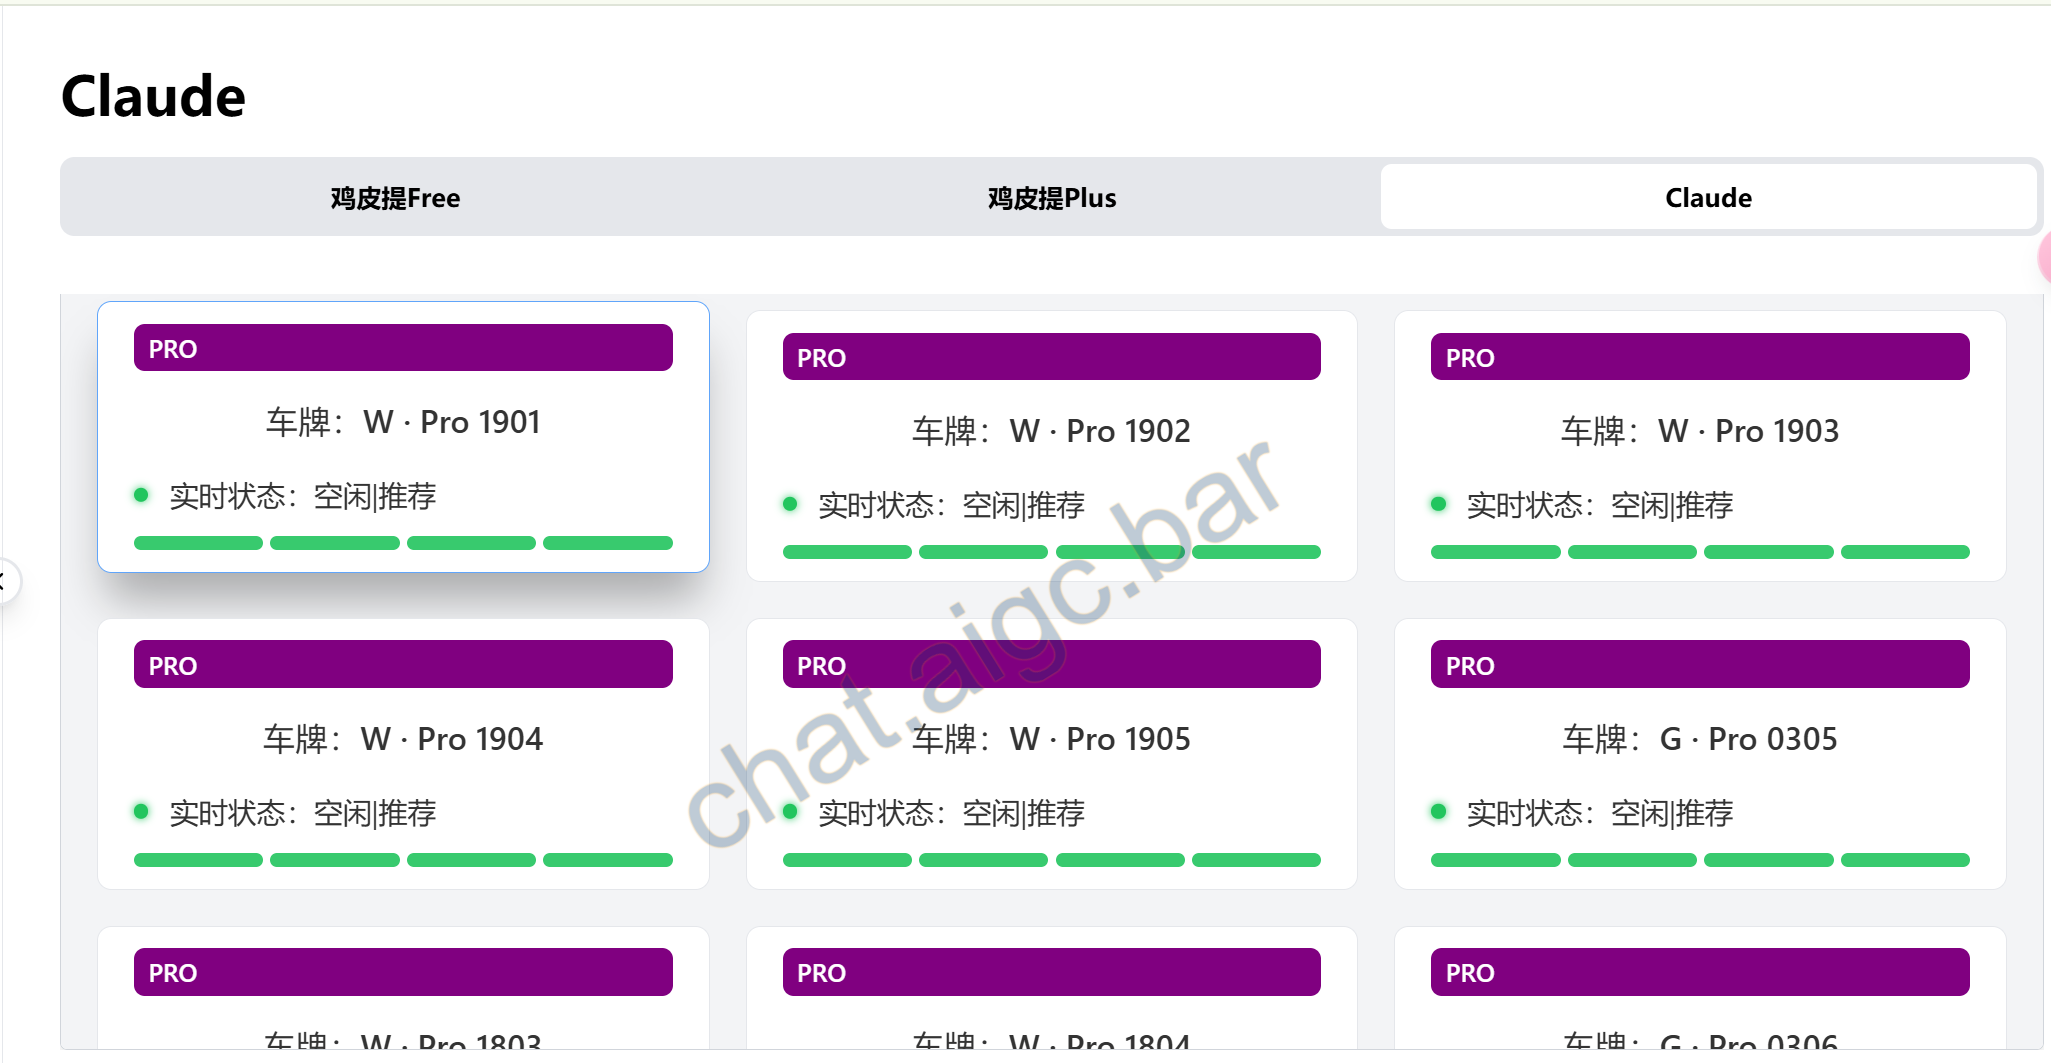 Claude
鸡皮提Free
鸡皮提Plus
Claude
PRO
车牌：W · Pro 1901
实时状态：空闲|推荐
PRO
车牌：W · Pro 1902
实时状态：空闲|推荐
PRO
车牌：W · Pro 1903
实时状态：空闲|推荐
PRO
车牌：W · Pro 1904
实时状态：空闲|推荐
PRO
车牌：W · Pro 1905
实时状态：空闲|推荐
PRO
车牌：G · Pro 0305
实时状态：空闲|推荐
PRO
车牌：W · Pro 1803
PRO
车牌：W · Pro 1804
PRO
车牌：G · Pro 0306
chat.aigc.bar